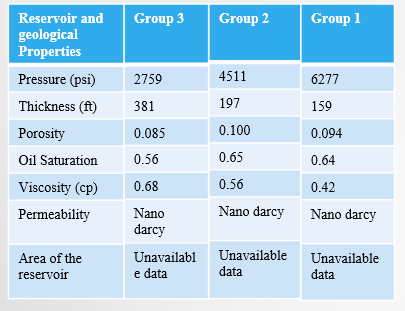 Reservoir and geological Properties Group 3 Group 2 Group 1
Pressure (psi) 2759 4511 6277
Thickness (ft) 381 197 159
Porosity 0.085 0.100 0.094
Oil Saturation 0.56 0.65 0.64
Viscosity (cp) 0.68 0.56 0.42
Permeability Nano darcy Nano darcy Nano darcy
Area of the reservoir Unavailabl e data Unavailable data Unavailable data